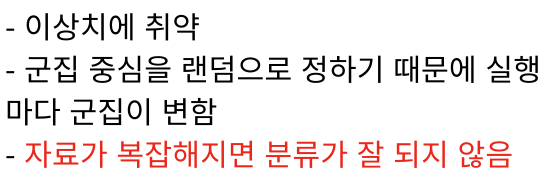 - 이상치에 취약
- 군집 중심을 랜덤으로 정하기 때문에 실행
마다 군집이 변함
- 자료가 복잡해지면 분류가 잘 되지 않음